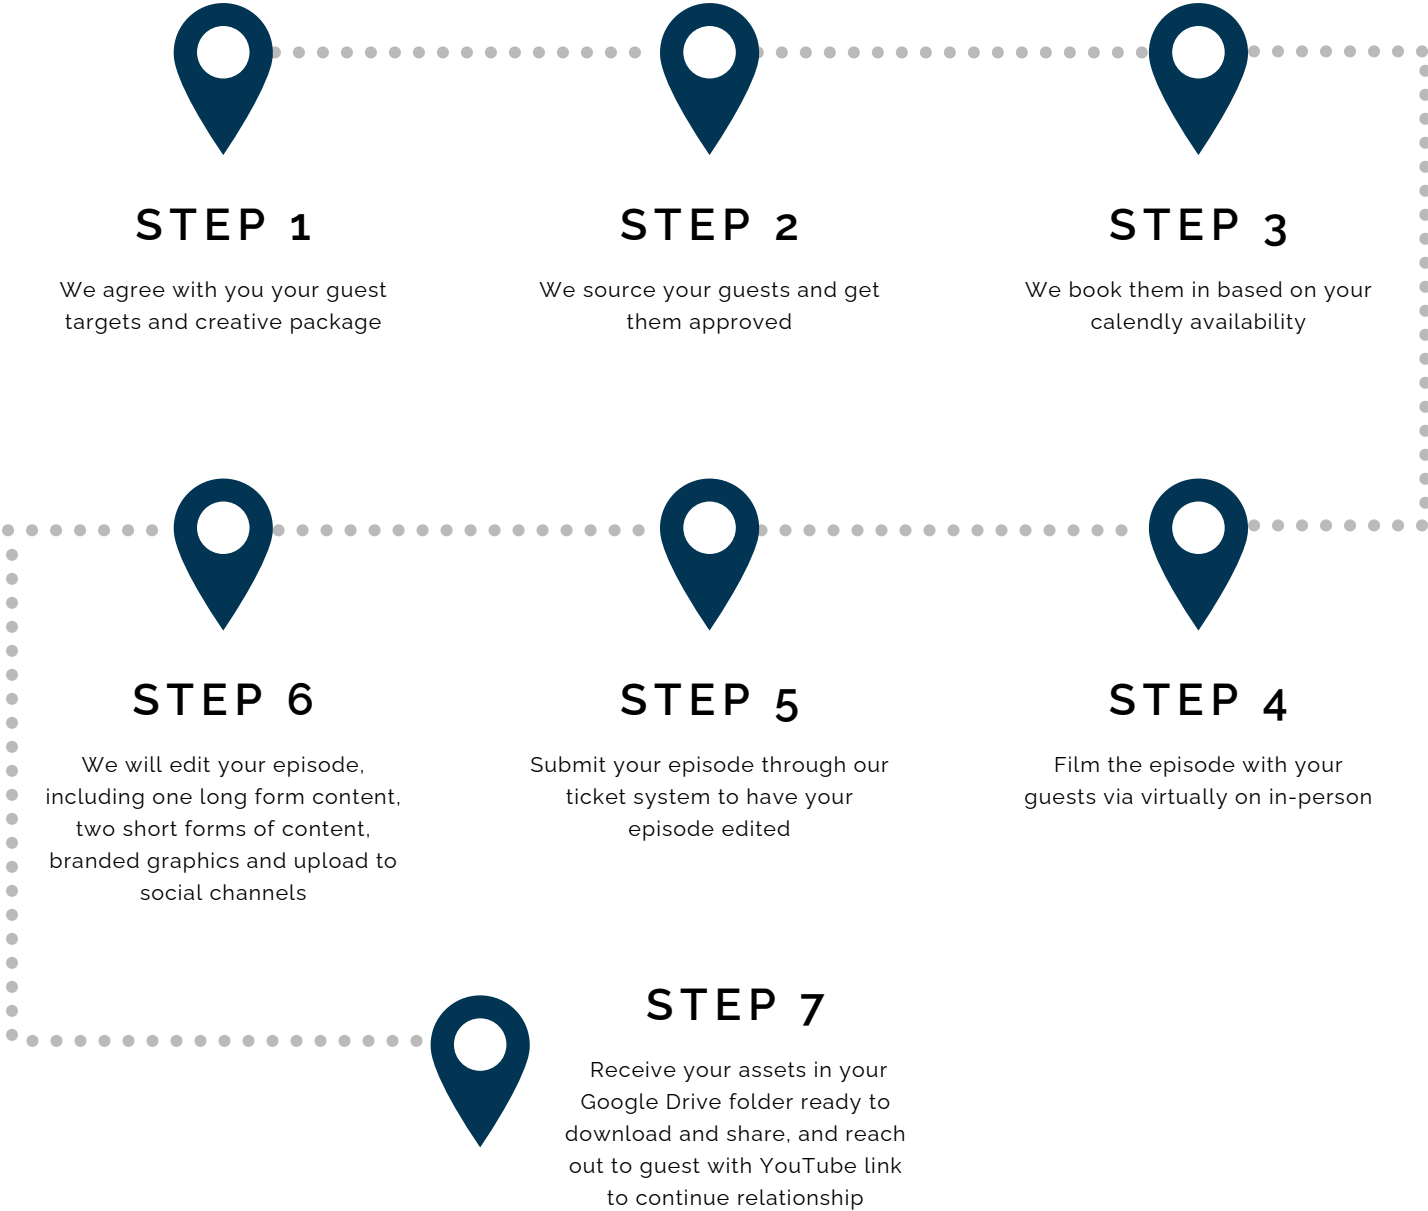 STEP 1
We agree with you your guest
targets and creative package
STEP 2
We source your guests and get
them approved
STEP 3
We book them in based on your
calendly availability
STEP 4
Film the episode with your
guests via virtually on in-person
STEP 5
Submit your episode through our
ticket system to have your
episode edited
STEP 6
We will edit your episode,
including one long form content,
two short forms of content,
branded graphics and upload to
social channels
STEP 7
Receive your assets in your
Google Drive folder ready to
download and share, and reach
out to guest with YouTube link
to continue relationship